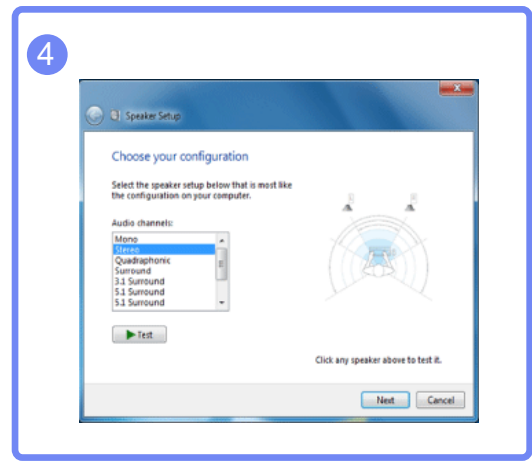 4
Speaker Setup
Choose your configuration
Select the speaker setup below that is most like
the configuration on your computer.
Audio channels:
Mono
Stereo
Quadraphonic
Surround
3.1 Surround
5.1 Surround
5.1 Surround
Test
Click any speaker above to test it.
Next
Cancel